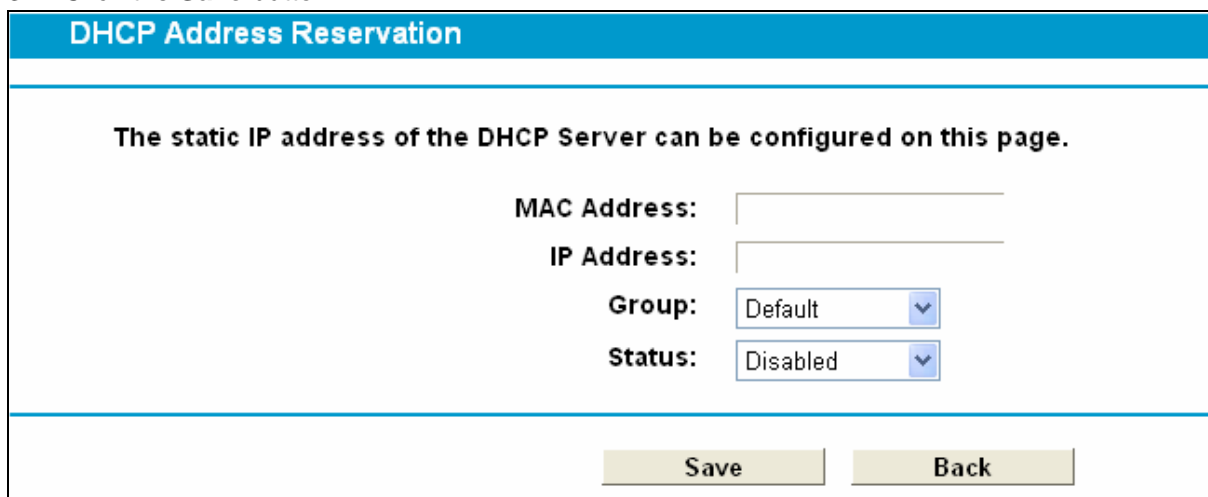 DHCP Address Reservation
The static IP address of the DHCP Server can be configured on this page.
MAC Address:
IP Address:
Group: Default
Status: Disabled
Save Back